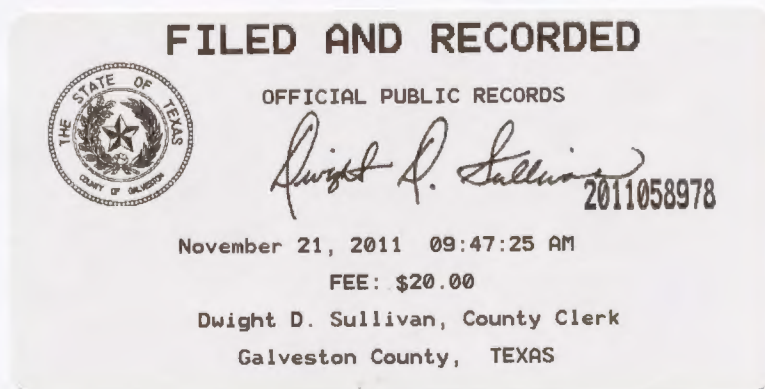 FILED AND RECORDED
OFFICIAL PUBLIC RECORDS
THE STATE OF TEXAS
COUNTY OF GALVESTON
Dwight D. Sullivan
2011058978
November 21, 2011 09:47:25 AM
FEE: $20.00
Dwight D. Sullivan, County Clerk
Galveston County, TEXAS